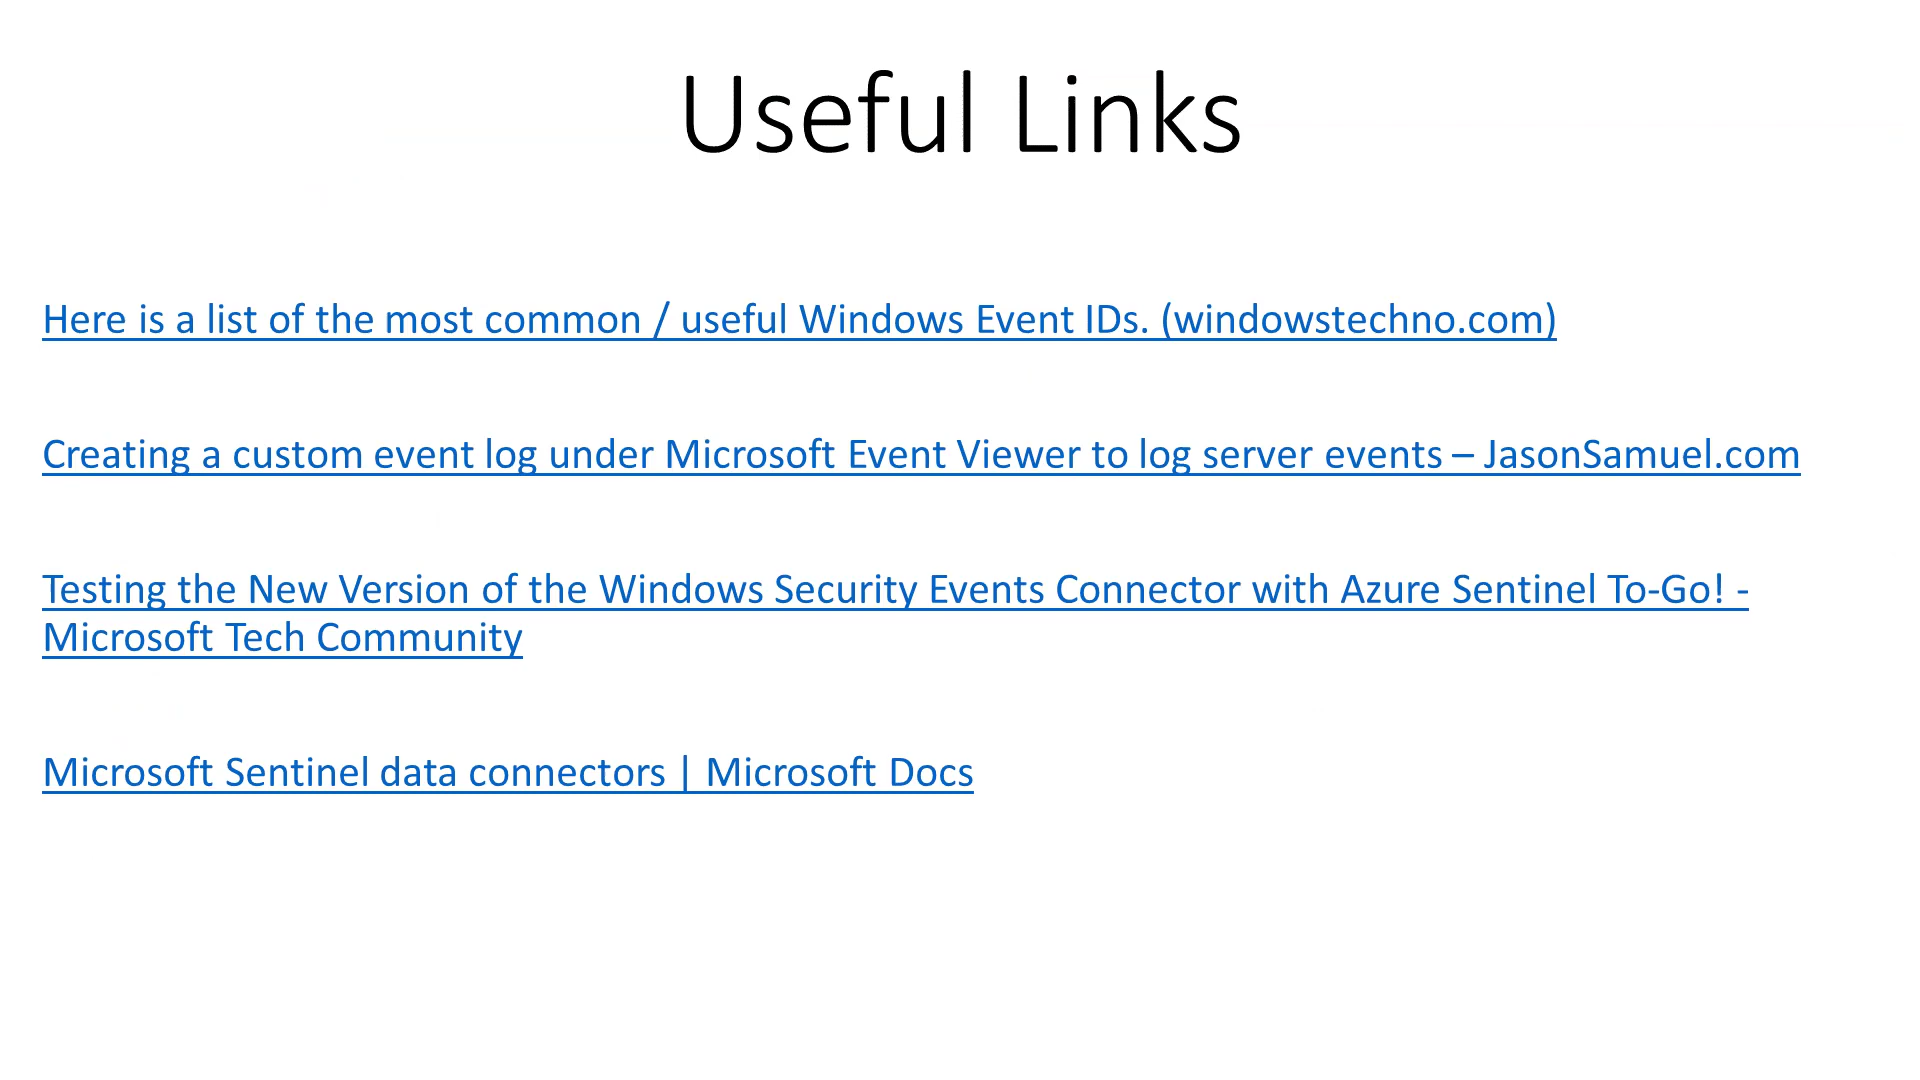 Useful Links
Here is a list of the most common / useful Windows Event IDs. (windowstechno.com)
Creating a custom event log under Microsoft Event Viewer to log server events – JasonSamuel.com
Testing the New Version of the Windows Security Events Connector with Azure Sentinel To-Go! -
Microsoft Tech Community
Microsoft Sentinel data connectors | Microsoft Docs